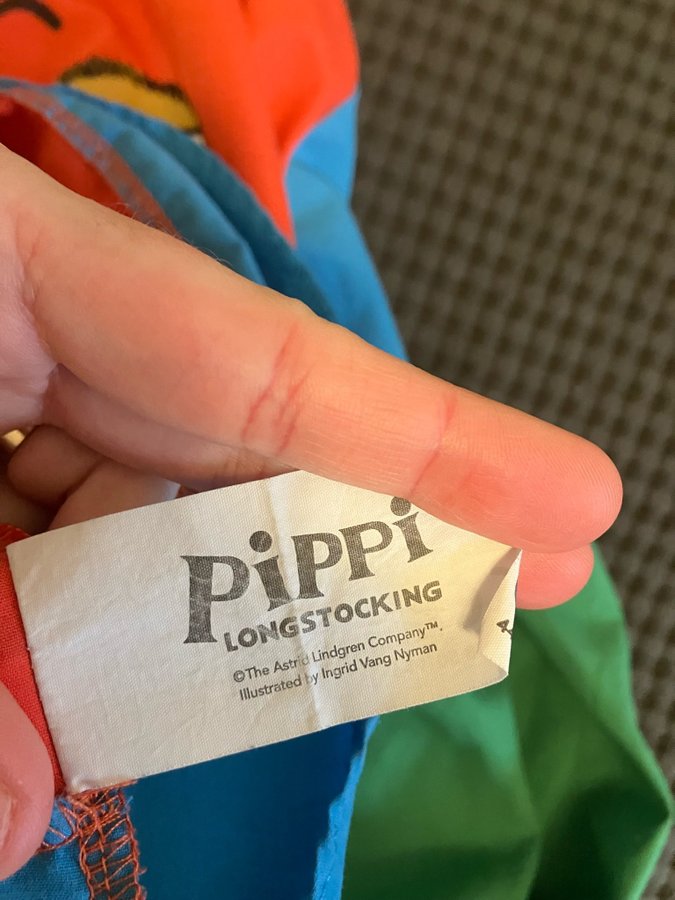 PiPPi
LONGSTOCKING
©The Astrid Lindgren Company™.
Illustrated by Ingrid Vang Nyman